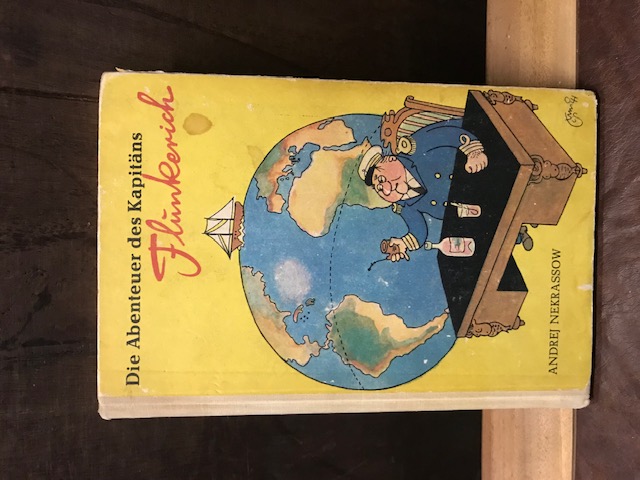 Die Abenteuer des Kapitäns
Flunkerich
ANDREJ NEKRASSOW